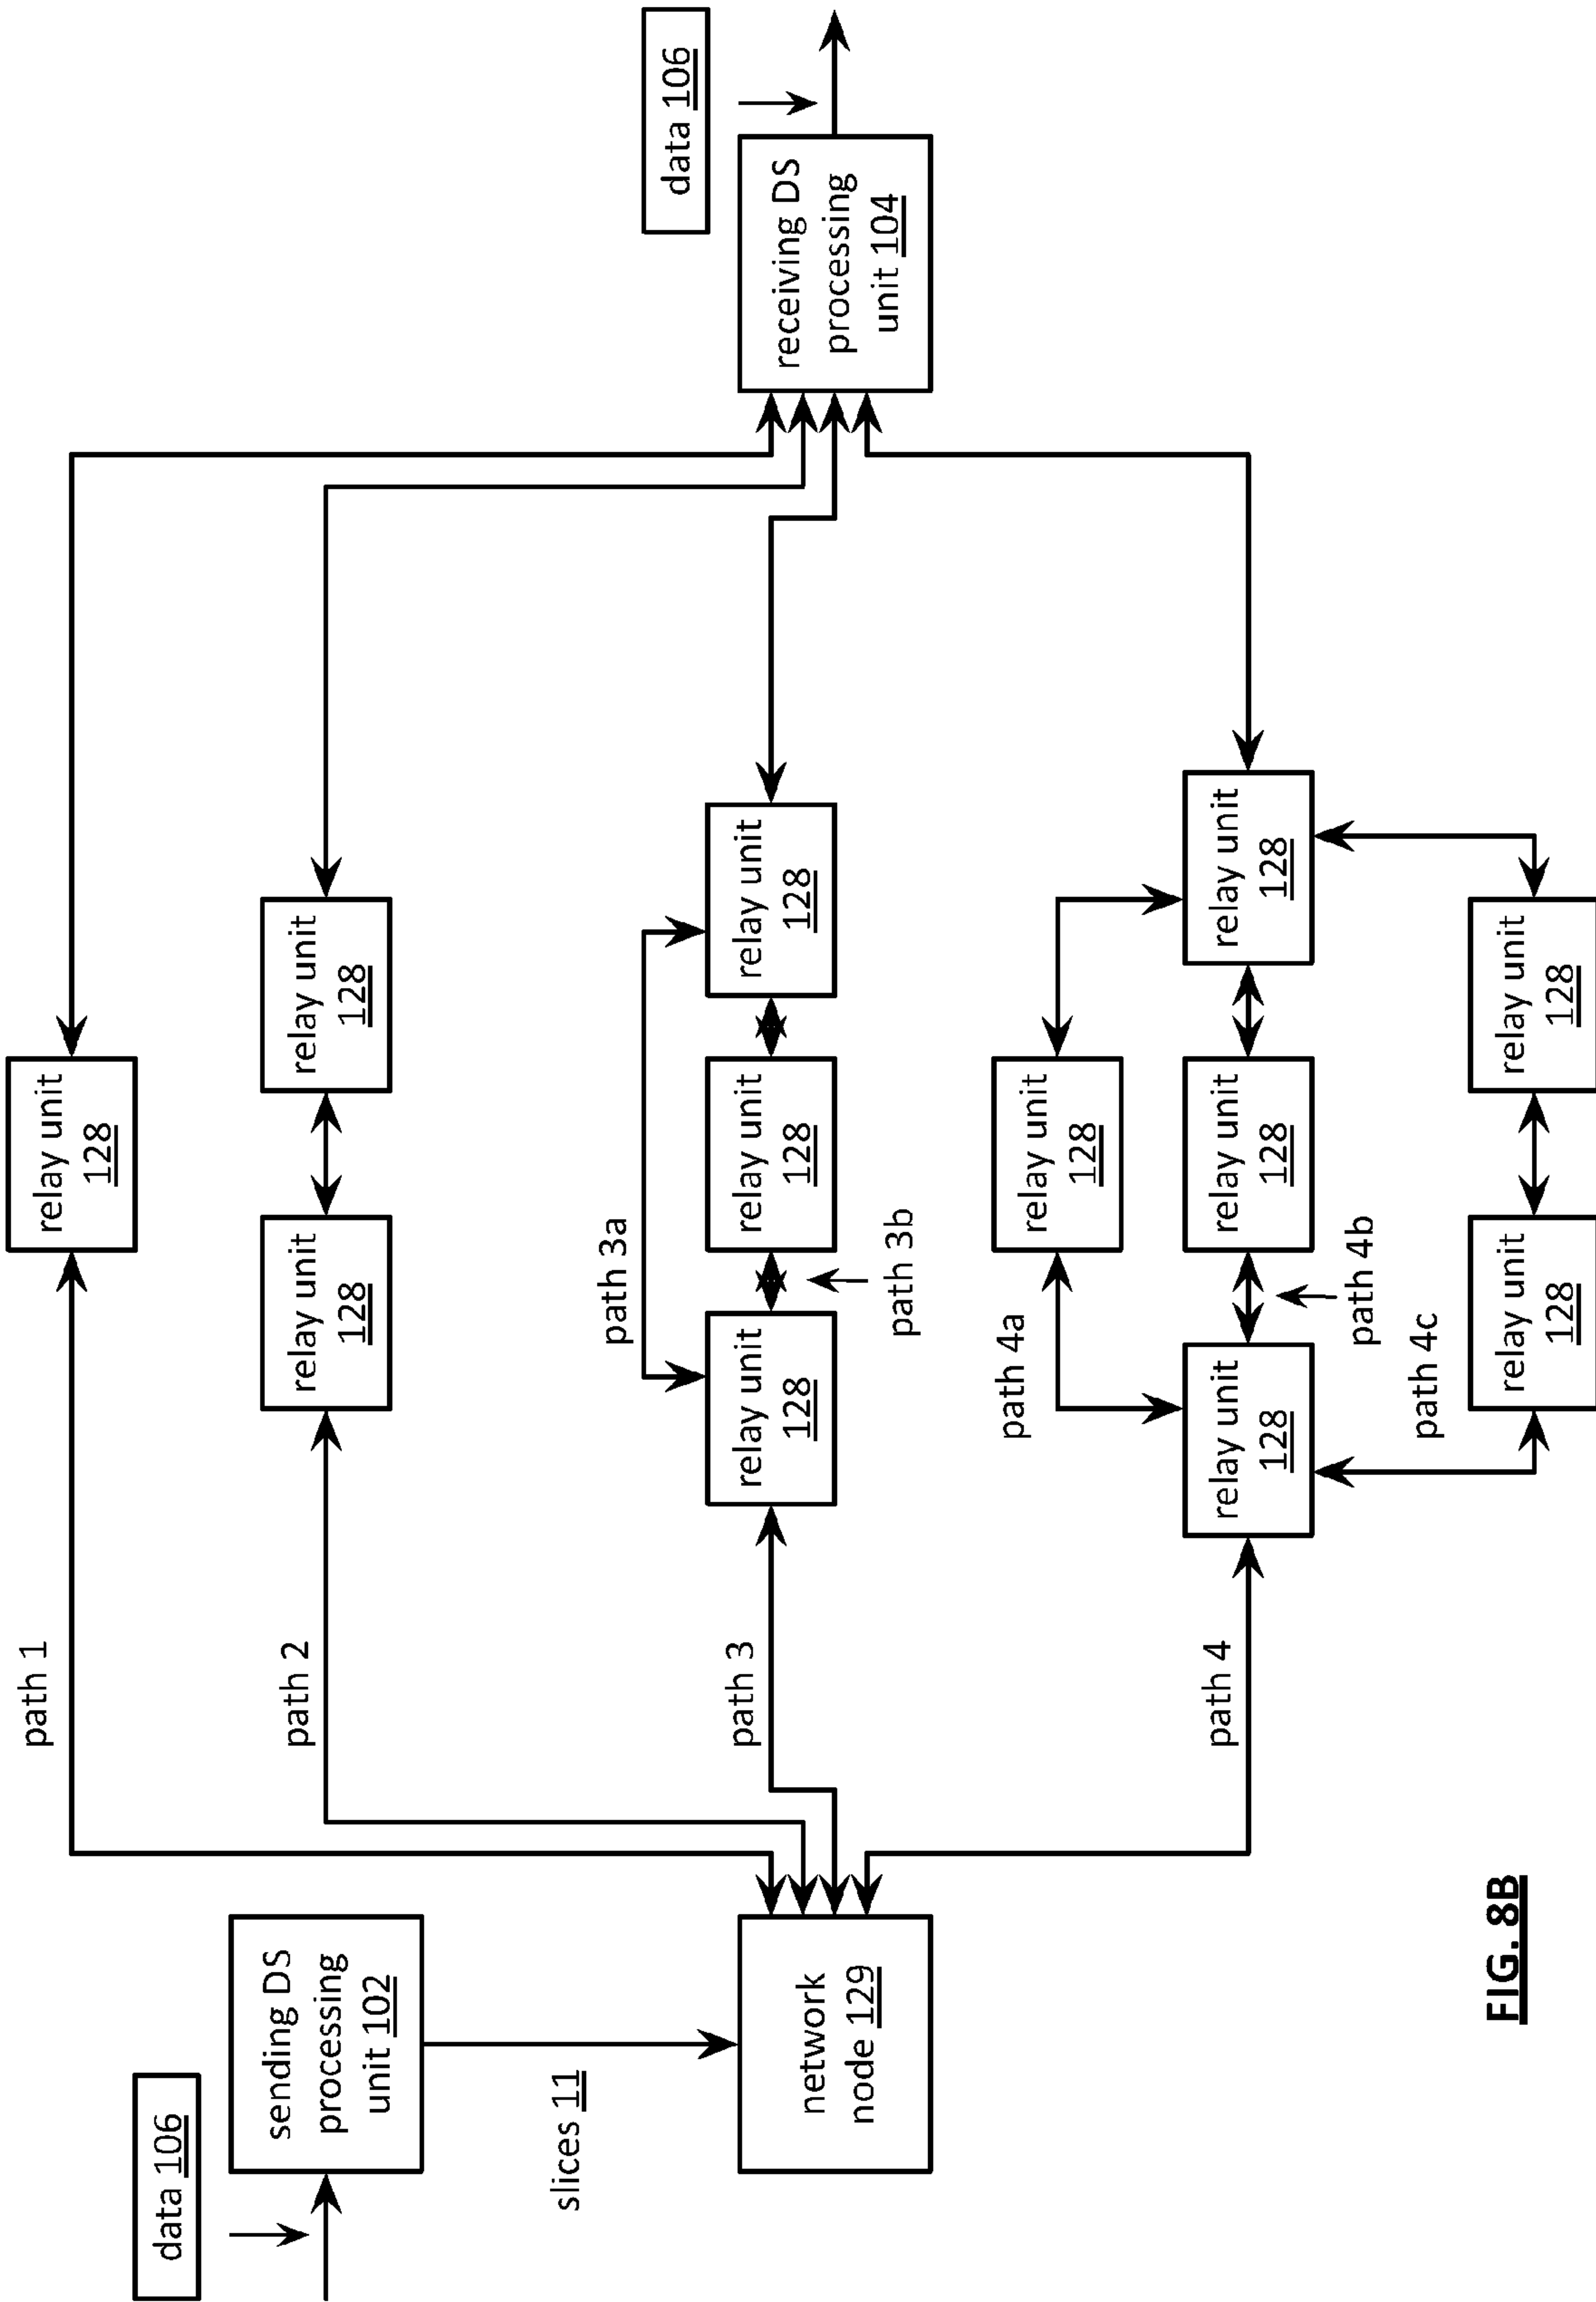 data 106
sending DS
processing
unit 102
slices 11
network
node 129
path 1
relay unit
128
path 2
relay unit
128
relay unit
128
path 3
relay unit
128
path 3a
path 3b
relay unit
128
relay unit
128
path 4
relay unit
128
path 4a
relay unit
128
path 4b
relay unit
128
path 4c
relay unit
128
relay unit
128
relay unit
128
data 106
receiving DS
processing
unit 104
FIG. 8B